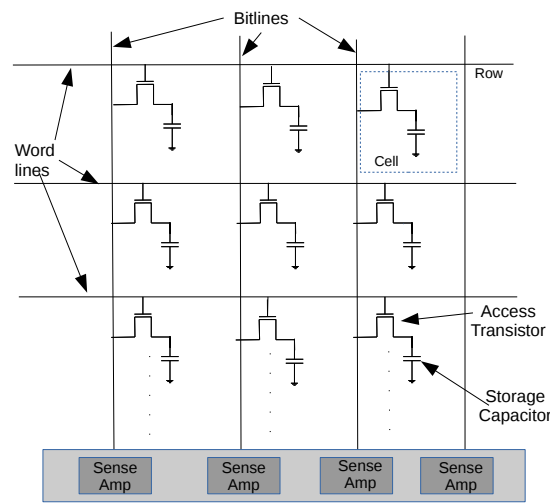 Bitlines
Row
Word
lines
Cell
Access
Transistor
Storage
Capacitor
Sense
Amp
Sense
Amp
Sense
Amp
Sense
Amp